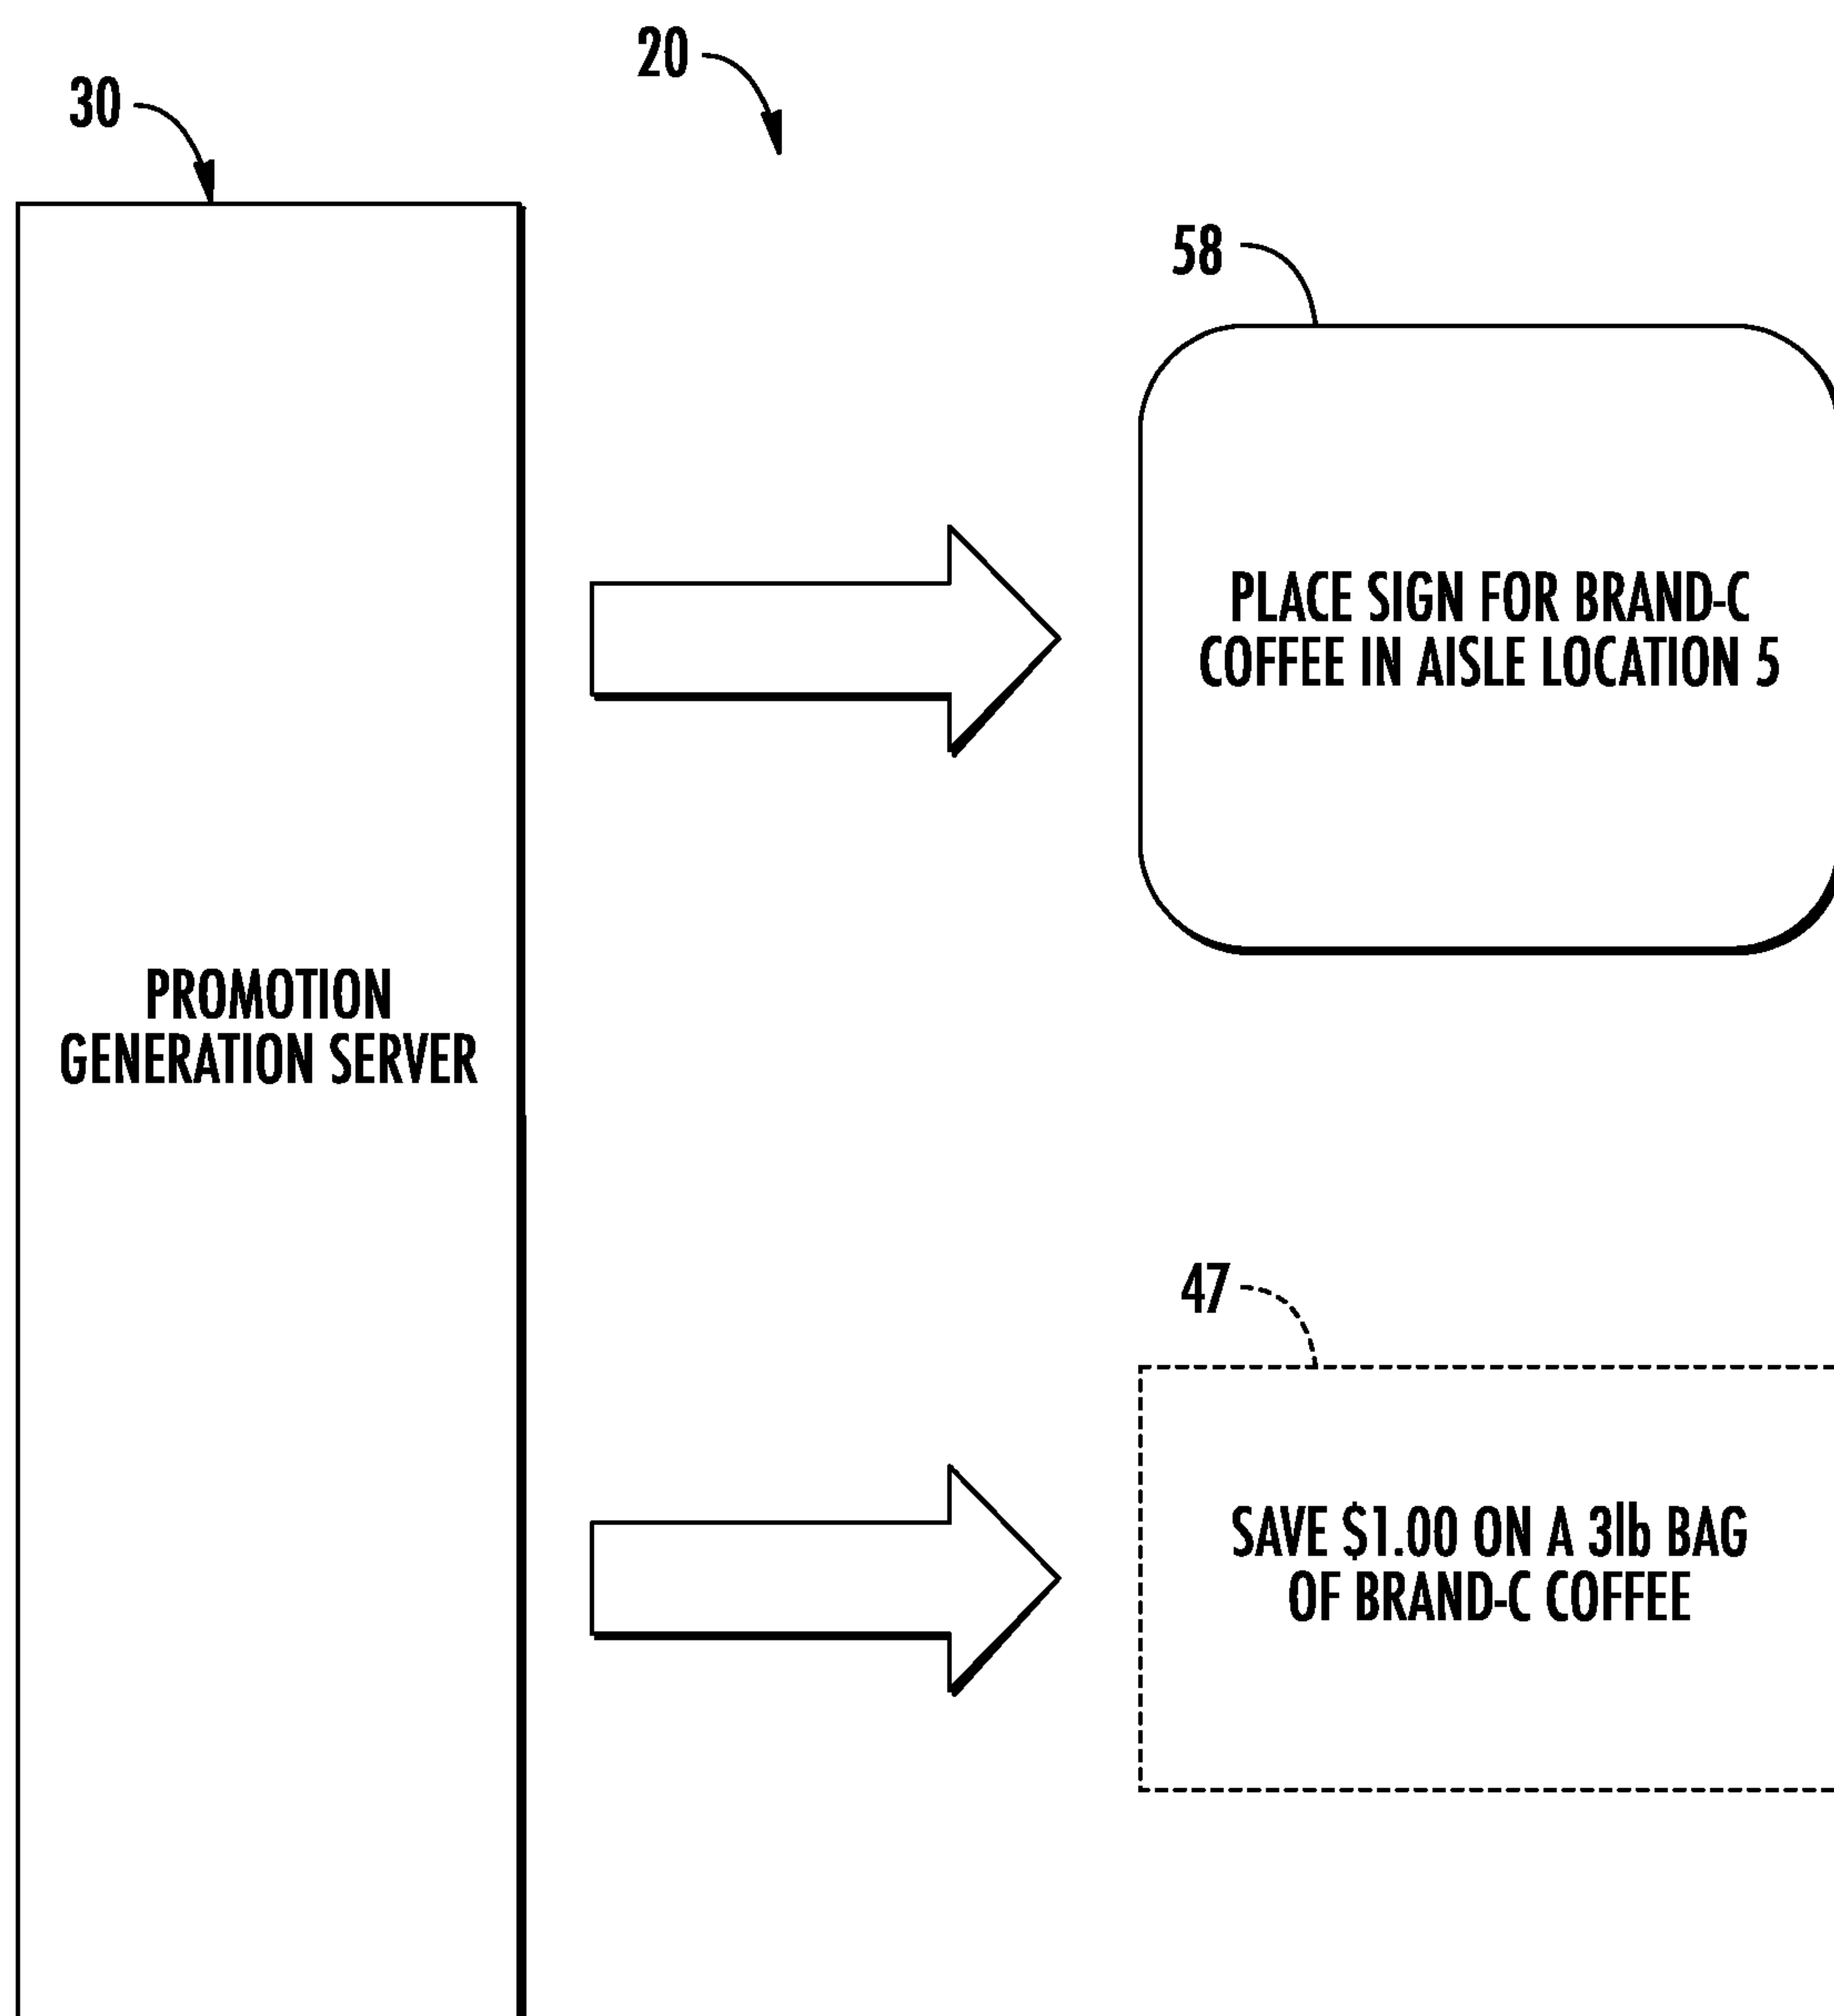 20
30
58
PLACE SIGN FOR BRAND-C
COFFEE IN AISLE LOCATION 5
PROMOTION
GENERATION SERVER
47
SAVE $1.00 ON A 3lb BAG
OF BRAND-C COFFEE